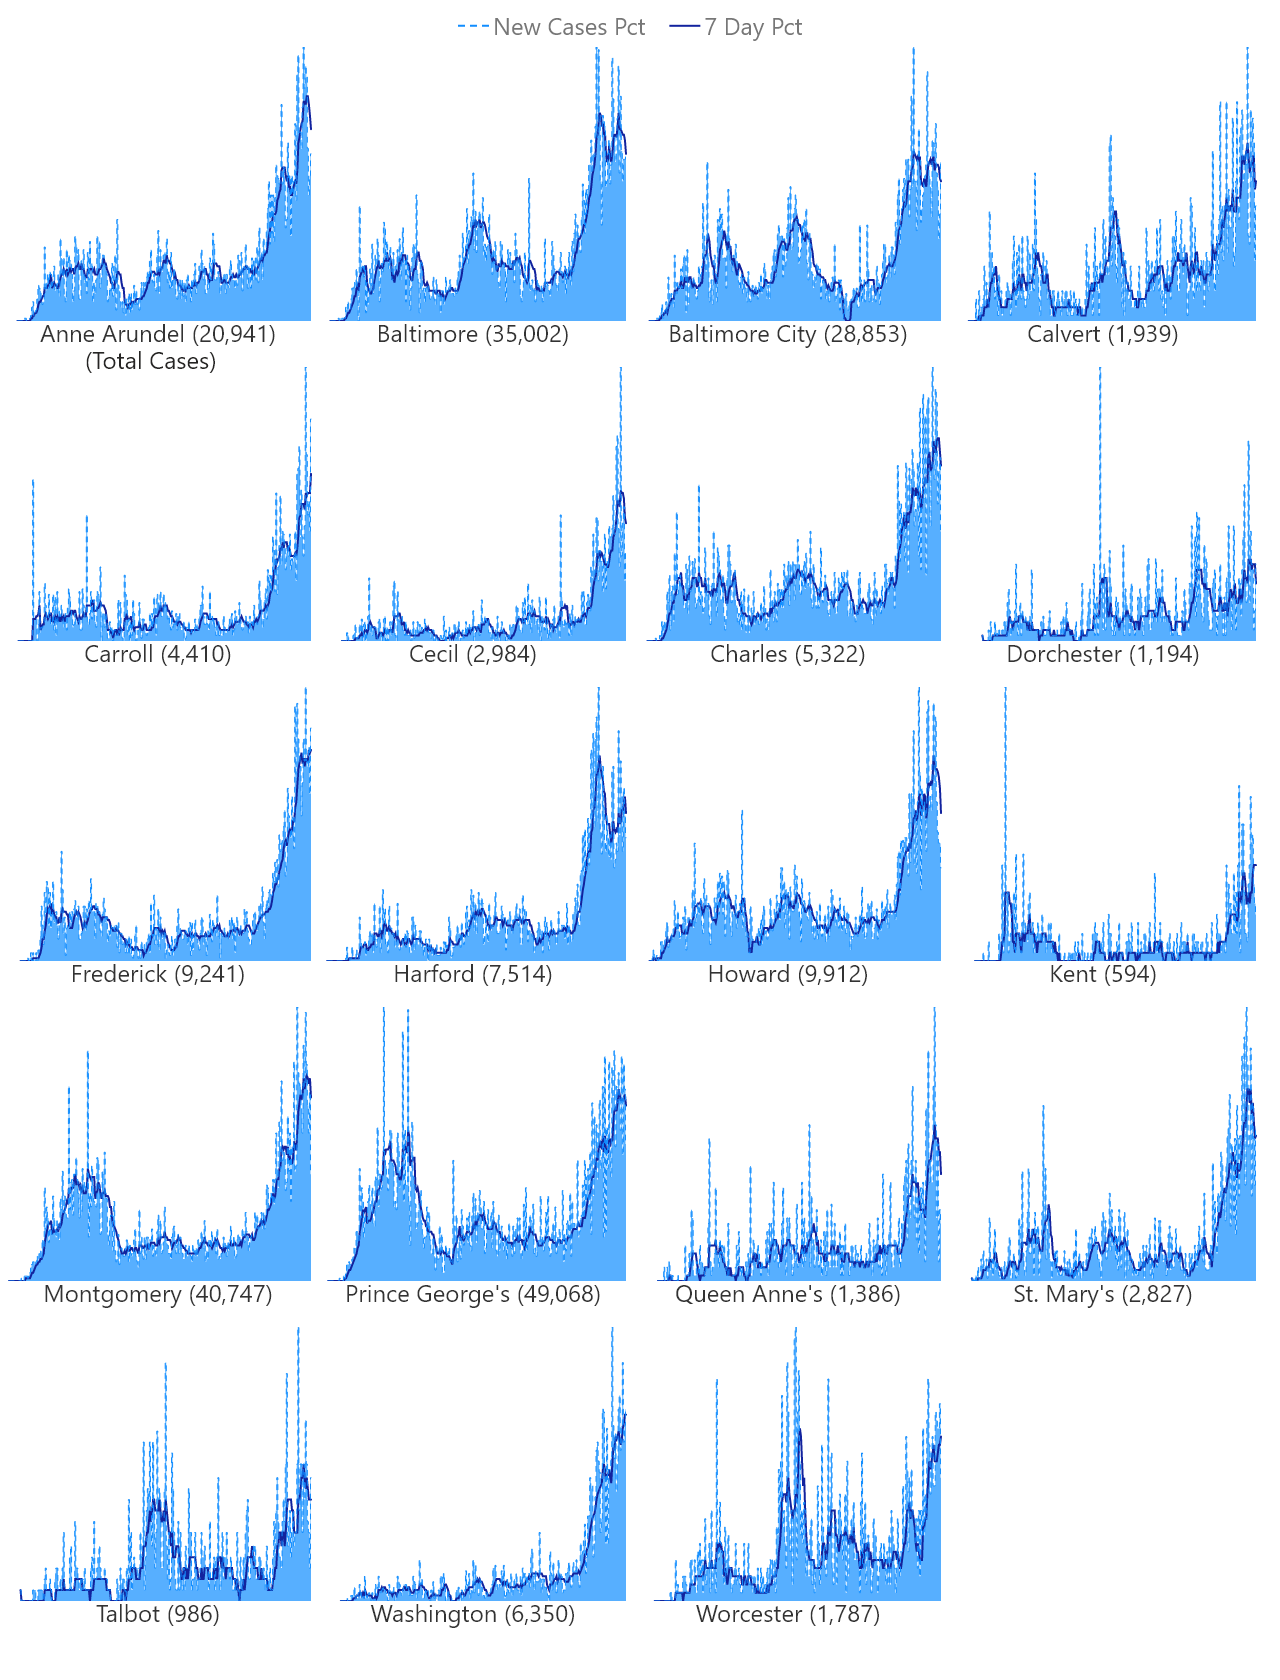 New Cases Pct 7 Day Pct
Anne Arundel (20,941) Baltimore (35,002) Baltimore City (28,853) Calvert (1,939)
(Total Cases)
Carroll (4,410) Cecil (2,984) Charles (5,322) Dorchester (1,194)
Frederick (9,241) Harford (7,514) Howard (9,912) Kent (594)
Montgomery (40,747) Prince George's (49,068) Queen Anne's (1,386) St. Mary's (2,827)
Talbot (986) Washington (6,350) Worcester (1,787)